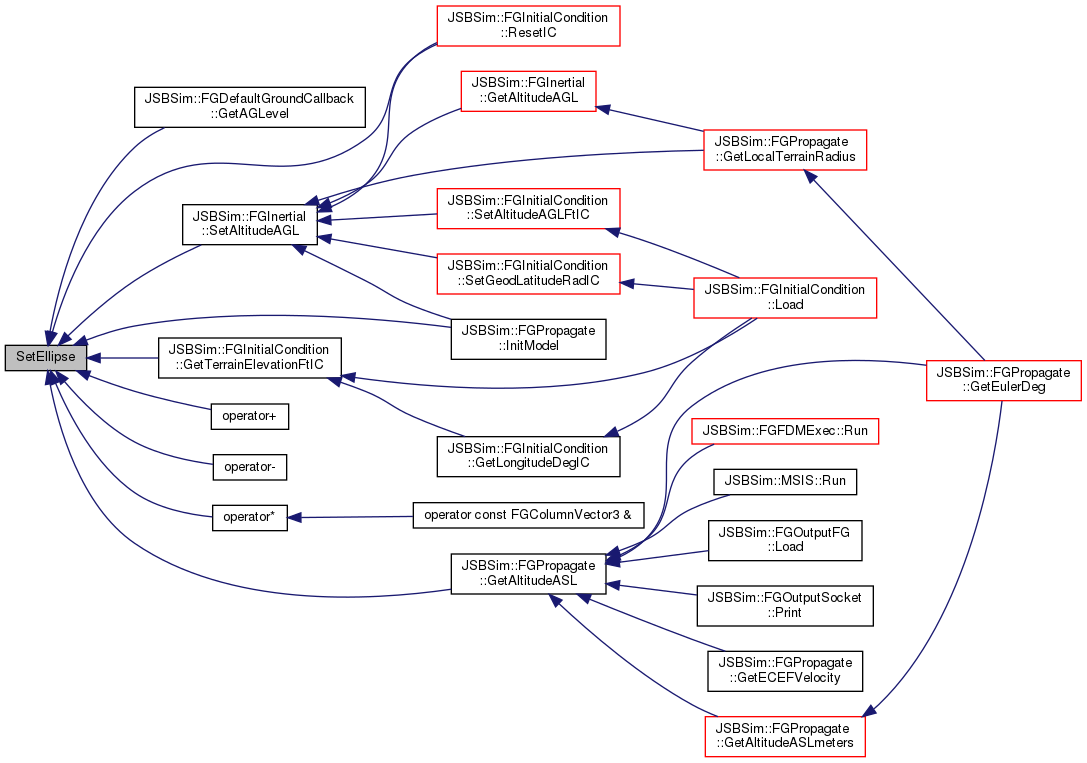 JSBSim::FGInitialCondition
::ResetIC
JSBSim::FGInertial
::GetAltitudeAGL
JSBSim::FGDefaultGroundCallback
::GetAGLevel
JSBSim::FGPropagate
::GetLocalTerrainRadius
JSBSim::FGInertial
::SetAltitudeAGL
JSBSim::FGInitialCondition
::SetAltitudeAGLFtIC
JSBSim::FGInitialCondition
::SetGeodLatitudeRadIC
JSBSim::FGInitialCondition
::Load
JSBSim::FGPropagate
::InitModel
SetEllipse
JSBSim::FGInitialCondition
::GetTerrainElevationFtIC
JSBSim::FGPropagate
::GetEulerDeg
operator+
JSBSim::FGFDMExec::Run
JSBSim::FGInitialCondition
::GetLongitudeDegIC
operator-
JSBSim::MSIS::Run
operator*
operator const FGColumnVector3 &
JSBSim::FGOutputFG
::Load
JSBSim::FGPropagate
::GetAltitudeASL
JSBSim::FGOutputSocket
::Print
JSBSim::FGPropagate
::GetECEFVelocity
JSBSim::FGPropagate
::GetAltitudeASLmeters